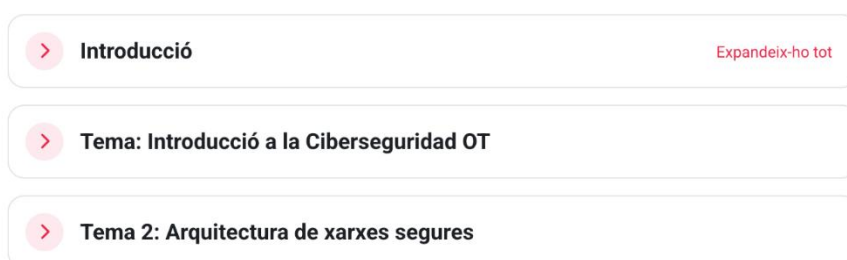 Introducció
Expandeix-ho tot
Tema: Introducció a la Ciberseguridad OT
Tema 2: Arquitectura de xarxes segures